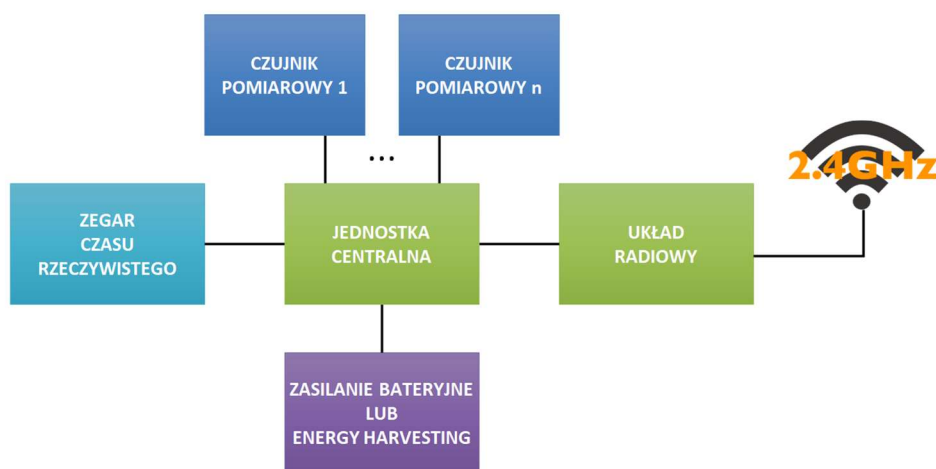 CZUJNIK
POMIAROWY 1
CZUJNIK
POMIAROWY n
...
2.4GHz
ZEGAR
CZASU
RZECZYWISTEGO
JEDNOSTKA
CENTRALNA
UKŁAD
RADIOWY
ZASILANIE BATERYJNE
LUB
ENERGY HARVESTING